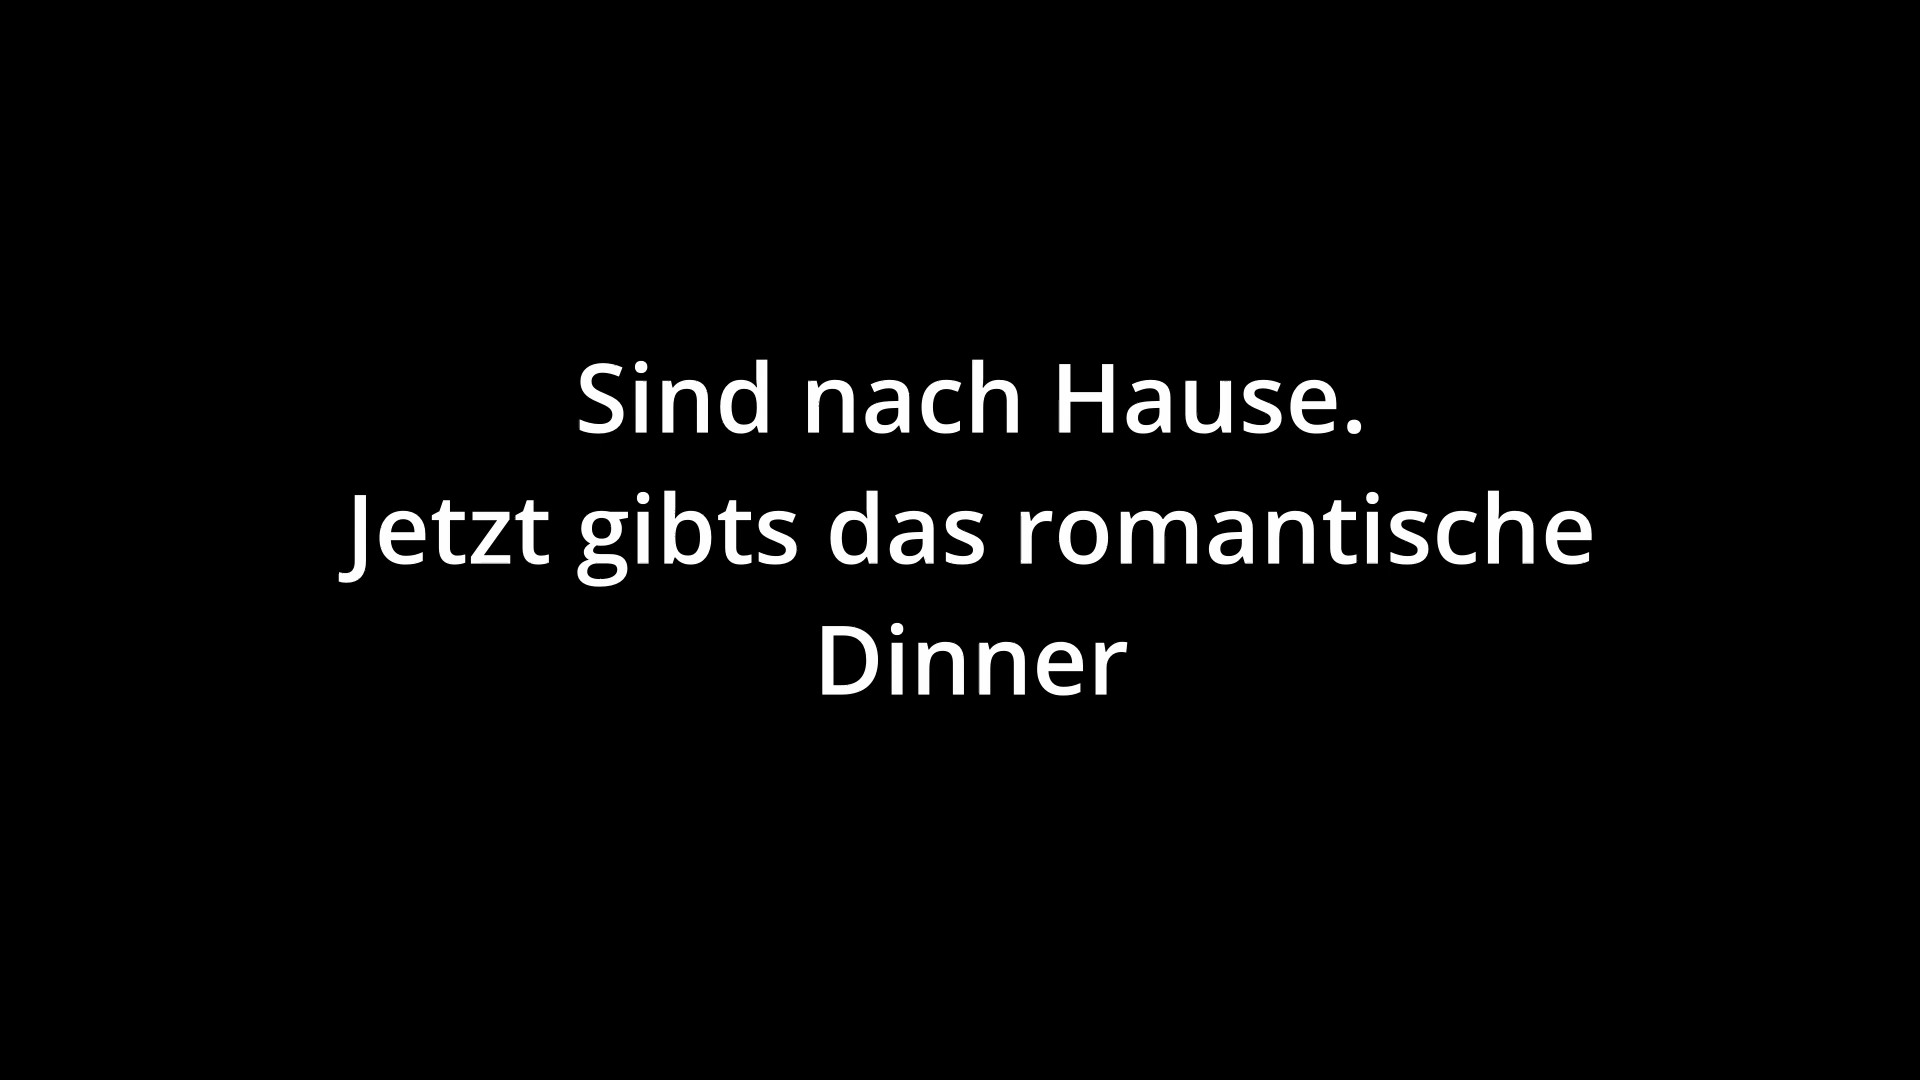 Sind nach Hause.
Jetzt gibts das romantische
Dinner